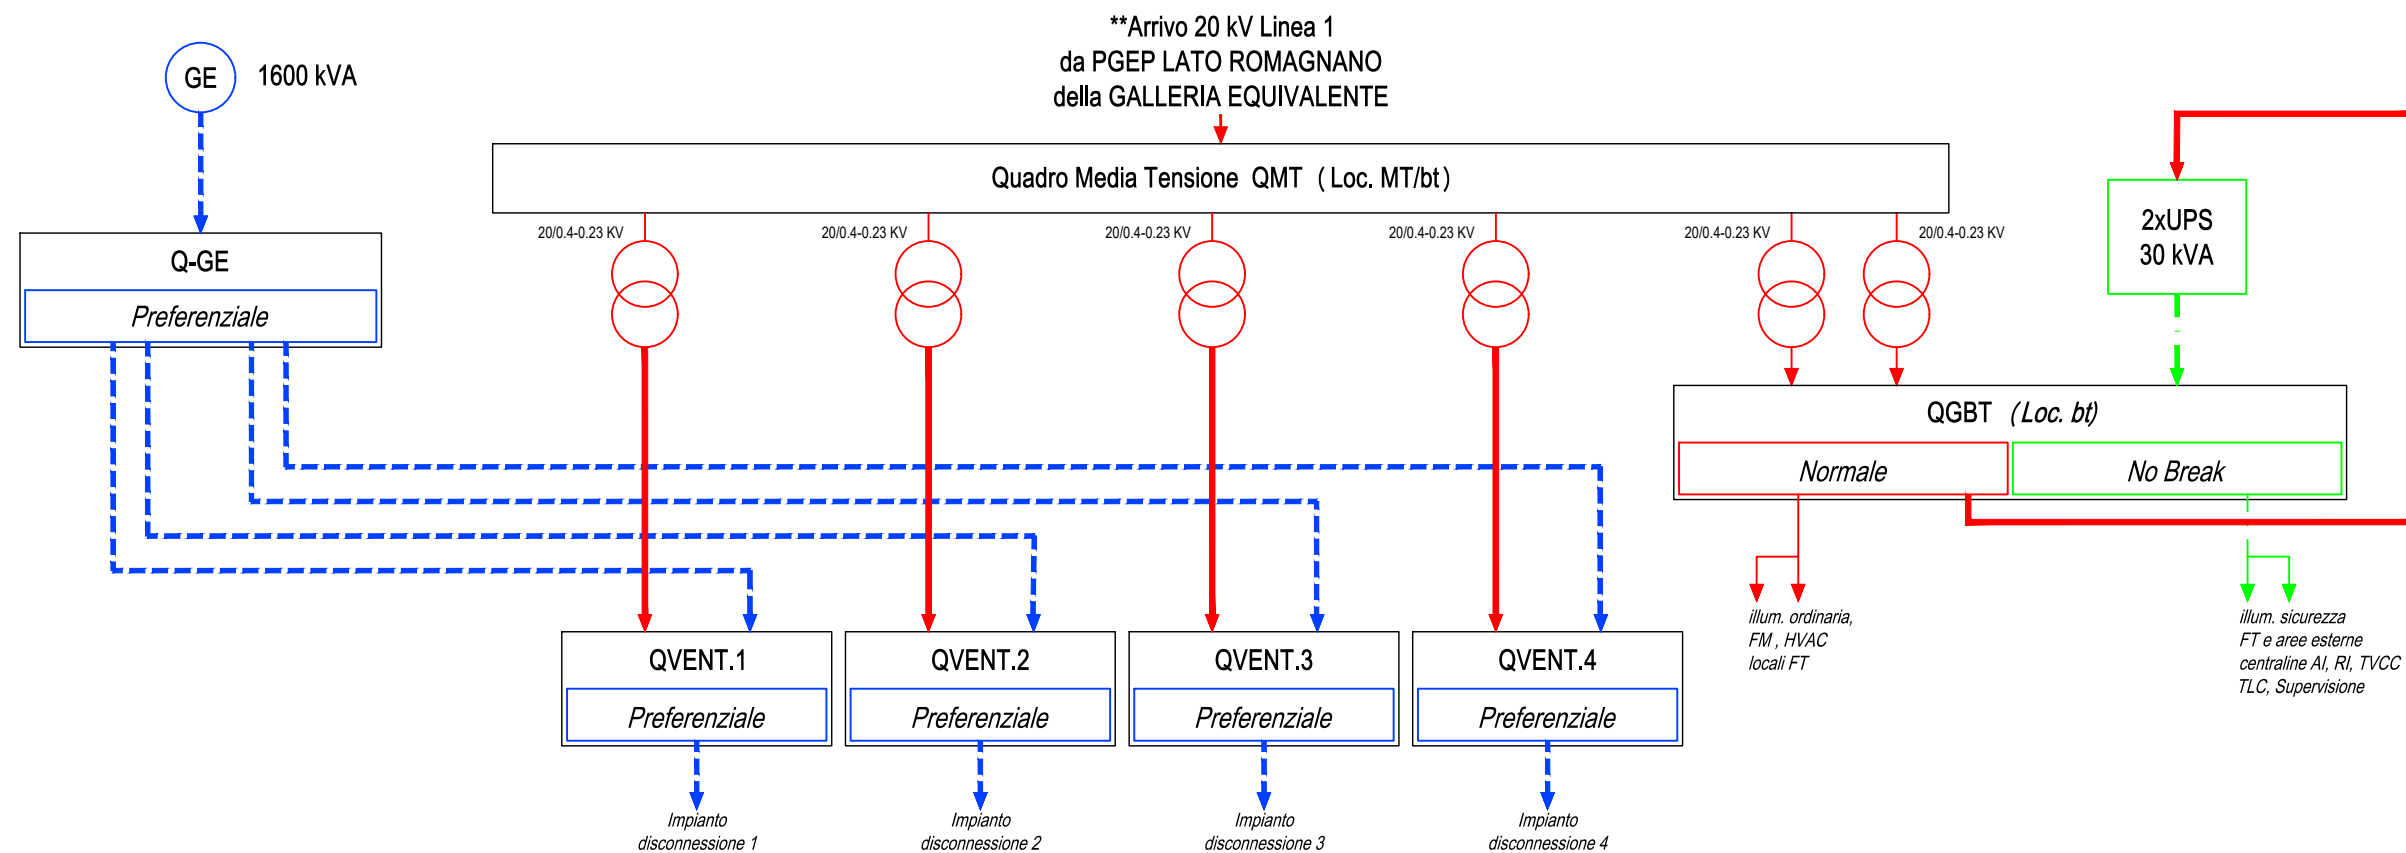 **Arrivo 20 kV Linea 1
da PGEP LATO ROMAGNANO
della GALLERIA EQUIVALENTE
GE
1600 kVA
Quadro Media Tensione QMT ( Loc. MT/bt )
20/0.4-0.23 KV
20/0.4-0.23 KV
20/0.4-0.23 KV
20/0.4-0.23 KV
20/0.4-0.23 KV
20/0.4-0.23 KV
2xUPS
30 kVA
Q-GE
Preferenziale
QGBT (Loc. bt)
Normale
No Break
illum. ordinaria,
FM , HVAC
locali FT
illum. sicurezza
FT e aree esterne
centraline AI, RI, TVCC
TLC, Supervisione
QVENT.1
Preferenziale
QVENT.2
Preferenziale
QVENT.3
Preferenziale
QVENT.4
Preferenziale
Impianto
disconnessione 1
Impianto
disconnessione 2
Impianto
disconnessione 3
Impianto
disconnessione 4